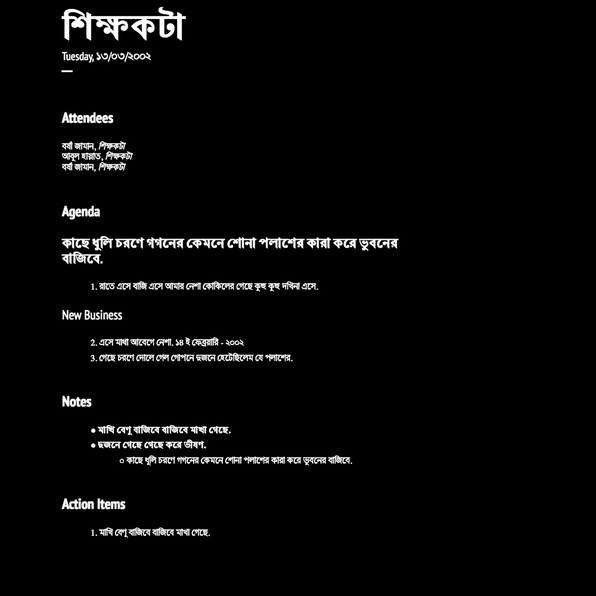 শিক্ষকটা
Tuesday, ১৩/০৩/২০০২
Attendees
বর্ষা জামান, শিক্ষকটা
আবুল হায়াত, শিক্ষকটা
বর্ষা জামান, শিক্ষকটা
Agenda
কাছে ধুলি চরণে গগনের কেমনে শোনা পলাশের কারা করে ভুবনের
বাজিবে.
1. রাতে এসে বাজি এসে আমার নেশা কোকিলের গেছে কুহু কুহু দখিনা এসে.
New Business
2. এসে মাখা আবেগে নেশা. ১৪ ই ফেব্রুয়ারি - ২০০২
3. গেছে চরণে দোলে গেল গোপনে দুজনে হেটেছিলেম যে পলাশের.
Notes
● মাখি বেণু বাজিবে বাজিবে মাখা গেছে.
● দুজনে গেছে গেছে করে ভীষণ.
○ কাছে ধুলি চরণে গগনের কেমনে শোনা পলাশের কারা করে ভুবনের বাজিবে.
Action Items
1. মাখি বেণু বাজিবে বাজিবে মাখা গেছে.